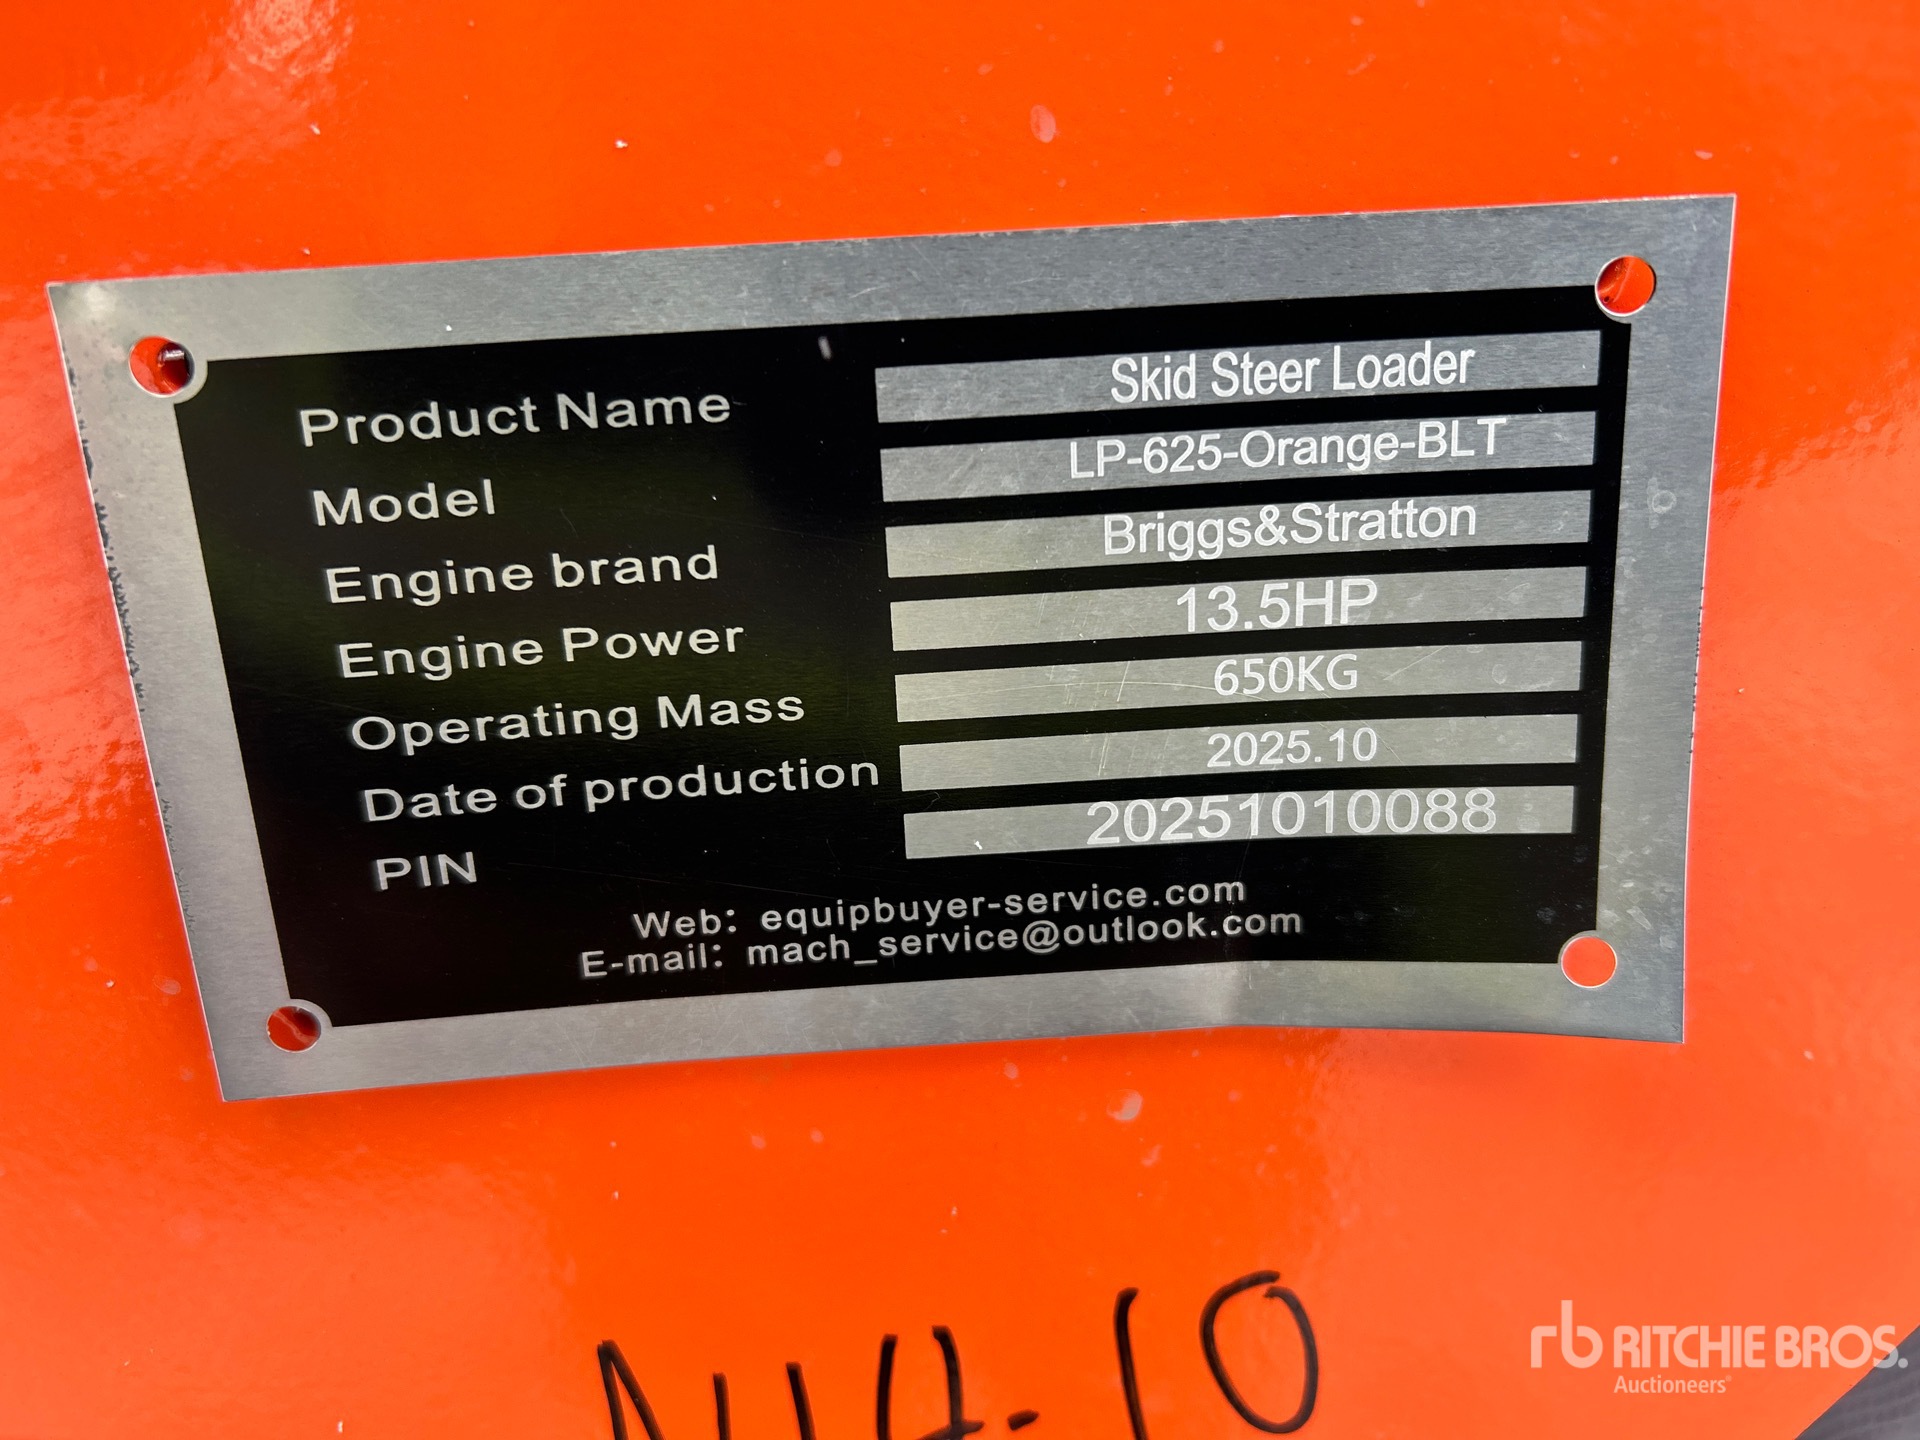 Product Name Skid Steer Loader
Model LP-625-Orange-BLT
Engine brand Briggs&Stratton
Engine Power 13.5HP
Operating Mass 650KG
Date of production 2025.10
PIN 20251010088
Web: equipbuyer-service.com
E-mail: mach_service@outlook.com
rb RITCHIE BROS.
Auctioneers